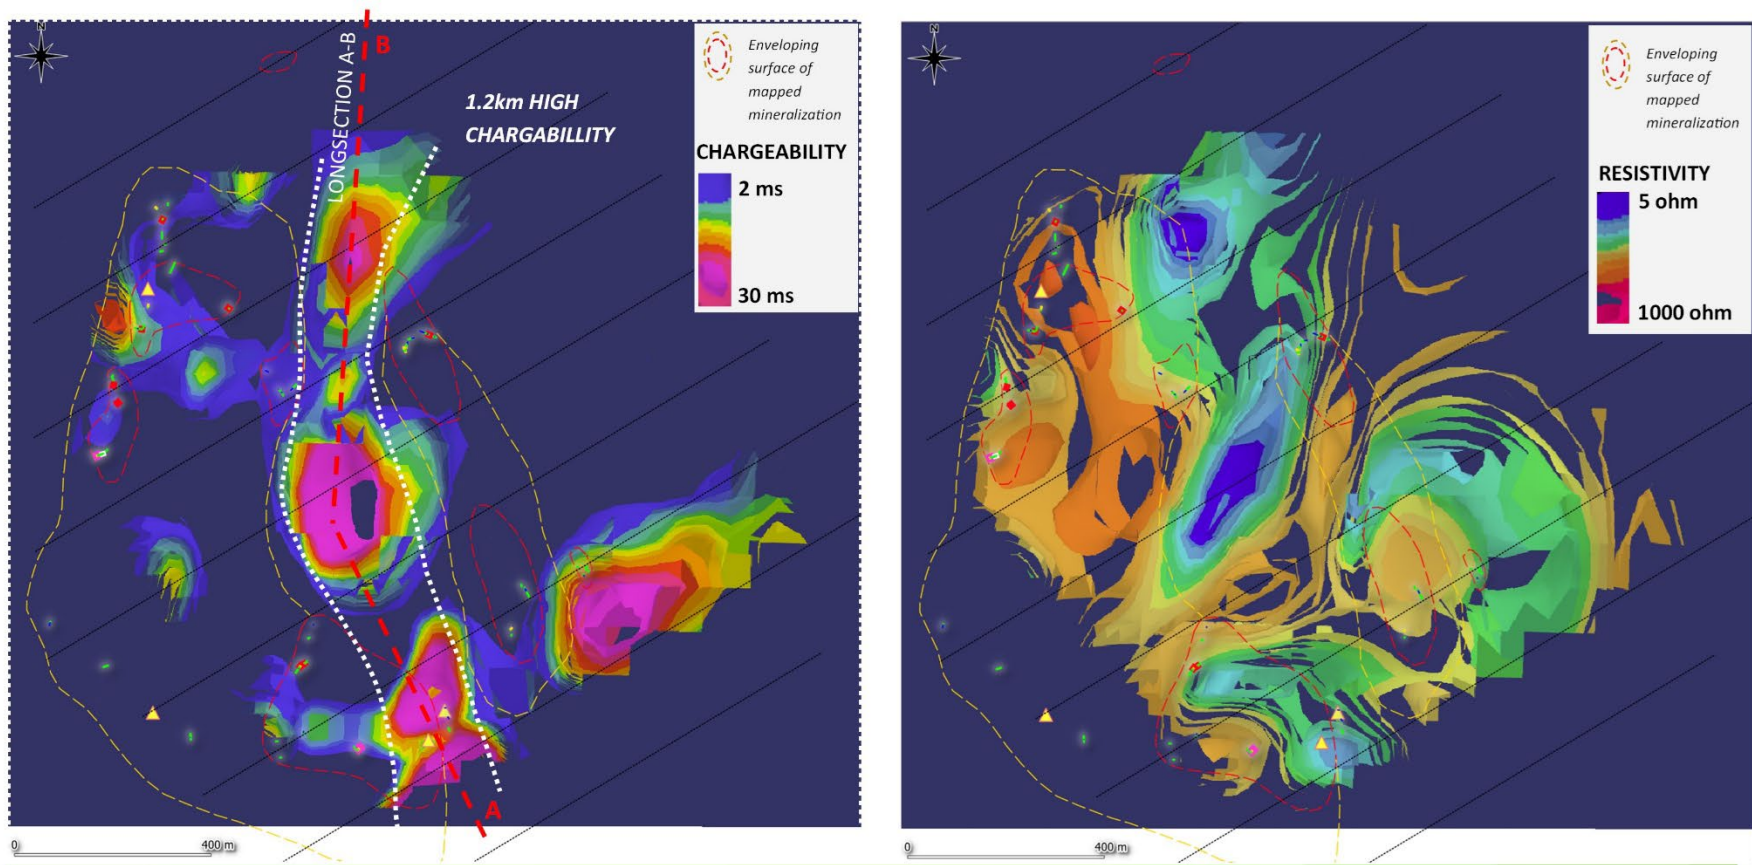 N
LONGSECTION A-B
B
1.2km HIGH
CHARGABILLITY
Enveloping
surface of
mapped
mineralization
CHARGEABILITY
2 ms
30 ms
A
0
400 m
N
Enveloping
surface of
mapped
mineralization
RESISTIVITY
5 ohm
1000 ohm
0
400 m